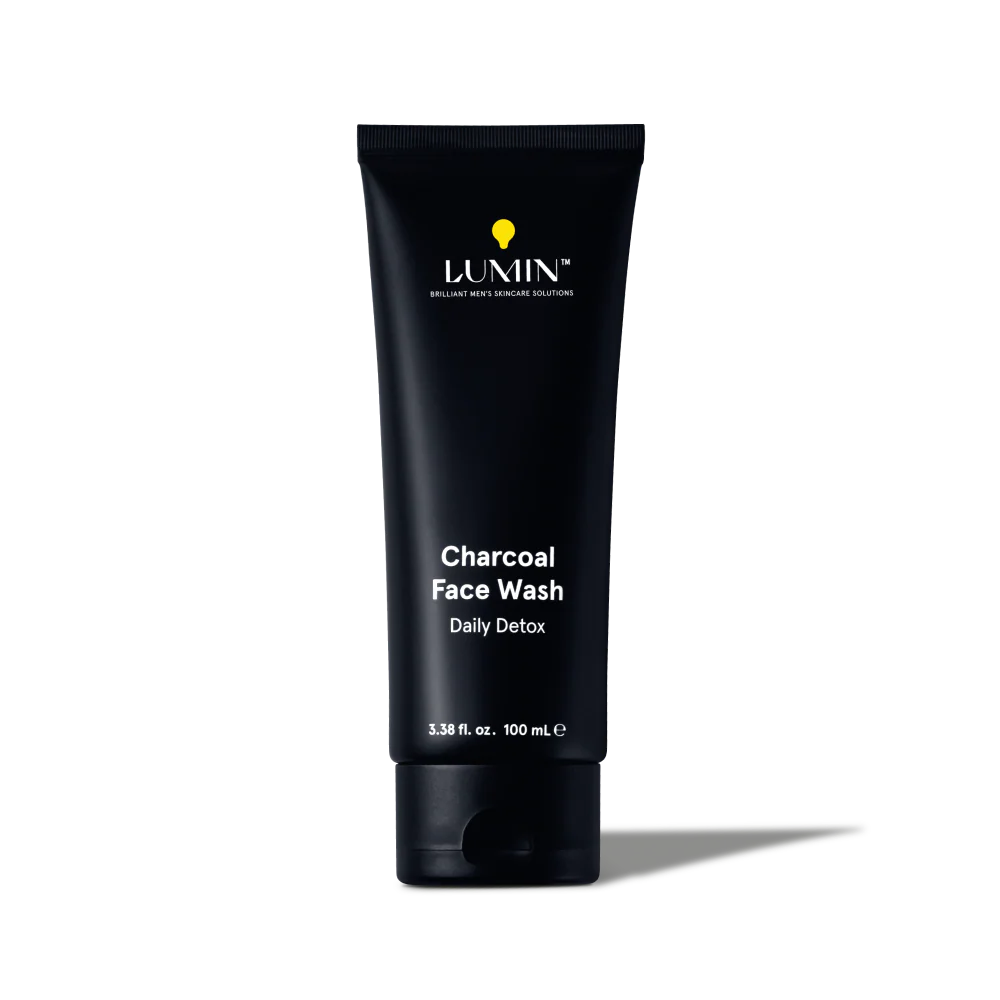 LUMIN™
BRILLIANT MEN'S SKINCARE SOLUTIONS
Charcoal
Face Wash
Daily Detox
3.38 fl. oz. 100 mL ℮